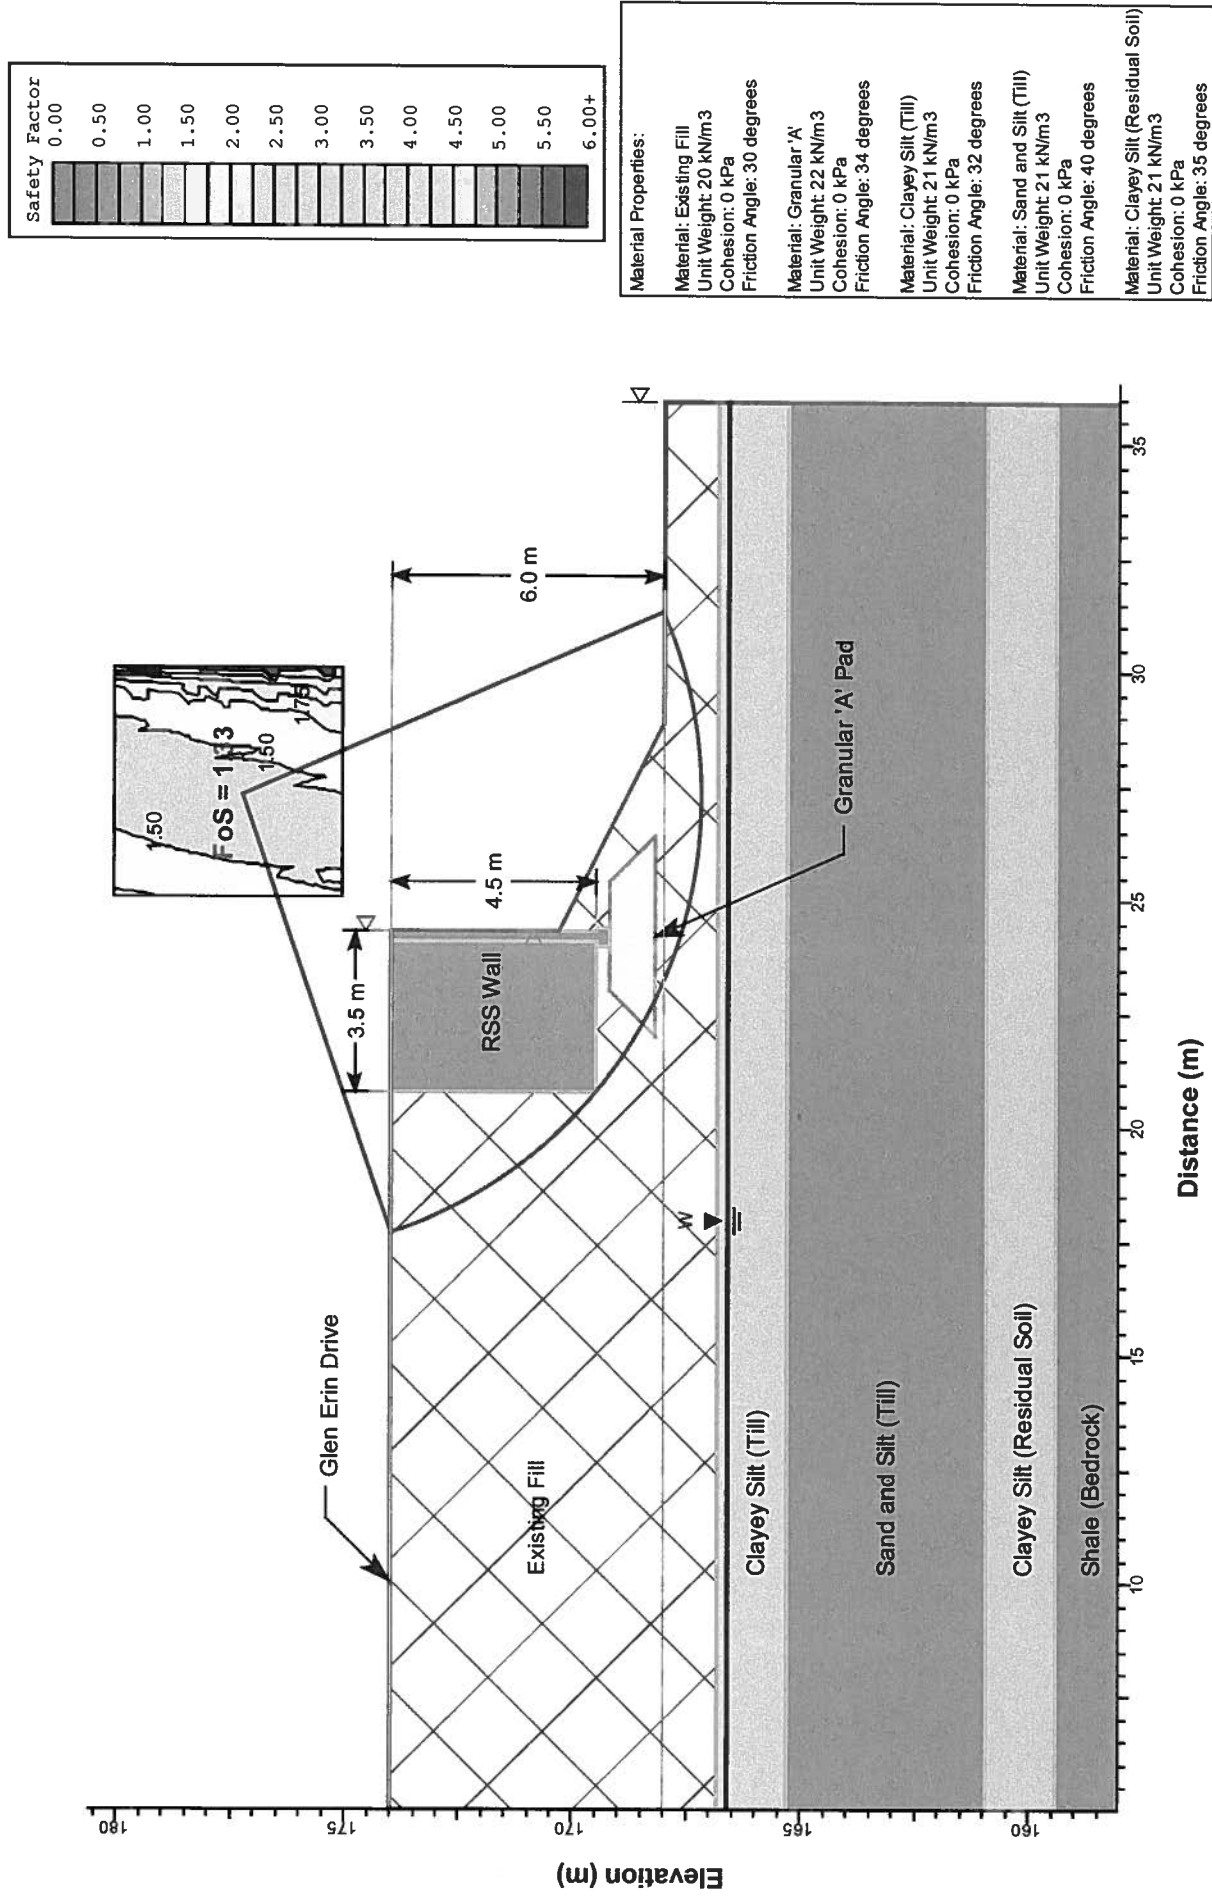 Safety Factor
0.00
0.50
1.00
1.50
2.00
2.50
3.00
3.50
4.00
4.50
5.00
5.50
6.00+
Material Properties:
Material: Existing Fill
Unit Weight: 20 kN/m3
Cohesion: 0 kPa
Friction Angle: 30 degrees
Material: Granular 'A'
Unit Weight: 22 kN/m3
Cohesion: 0 kPa
Friction Angle: 34 degrees
Material: Clayey Silt (Till)
Unit Weight: 21 kN/m3
Cohesion: 0 kPa
Friction Angle: 32 degrees
Material: Sand and Silt (Till)
Unit Weight: 21 kN/m3
Cohesion: 0 kPa
Friction Angle: 40 degrees
Material: Clayey Silt (Residual Soil)
Unit Weight: 21 kN/m3
Cohesion: 0 kPa
Friction Angle: 35 degrees
1.50
FoS = 1.33
1.50
1.75
Glen Erin Drive
3.5 m
4.5 m
6.0 m
RSS Wall
Existing Fill
W
Granular 'A' Pad
Clayey Silt (Till)
Sand and Silt (Till)
Clayey Silt (Residual Soil)
Shale (Bedrock)
Elevation (m)
180
175
170
165
160
10
15
20
25
30
35
Distance (m)